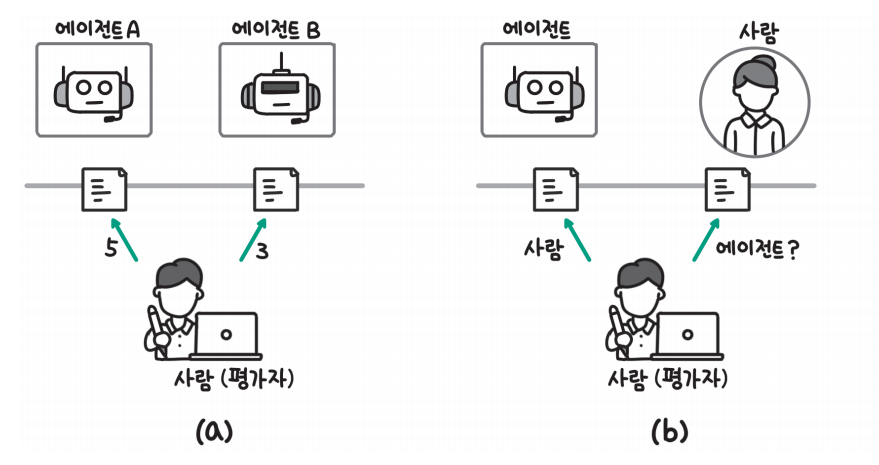 에이전트 A
에이전트 B
5
3
사람 (평가자)
(a)
에이전트
사람
사람
에이전트?
사람 (평가자)
(b)